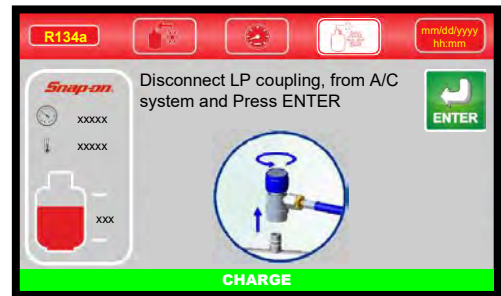 R134a
mm/dd/yyyy
hh:mm
Snap-on
xxxxx
xxxxx
xxx
Disconnect LP coupling, from A/C
system and Press ENTER
ENTER
CHARGE